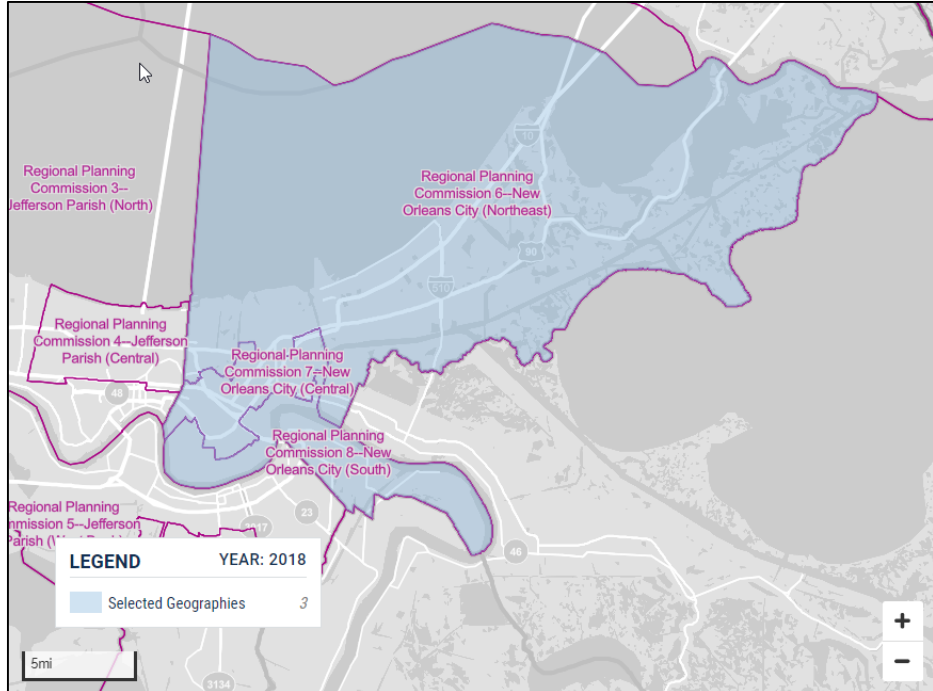 Regional Planning
Commission 3--
Jefferson Parish (North)
Regional Planning
Commission 6--New
Orleans City (Northeast)
10
90
510
Regional Planning
Commission 4--Jefferson
Parish (Central)
Regional Planning
Commission 7--New
Orleans City (Central)
48
Regional Planning
Commission 8--New
Orleans City (South)
Regional Planning
mmission 5--Jefferson
23
46
LEGEND YEAR: 2018
Selected Geographies 3
5mi
3134
+
−